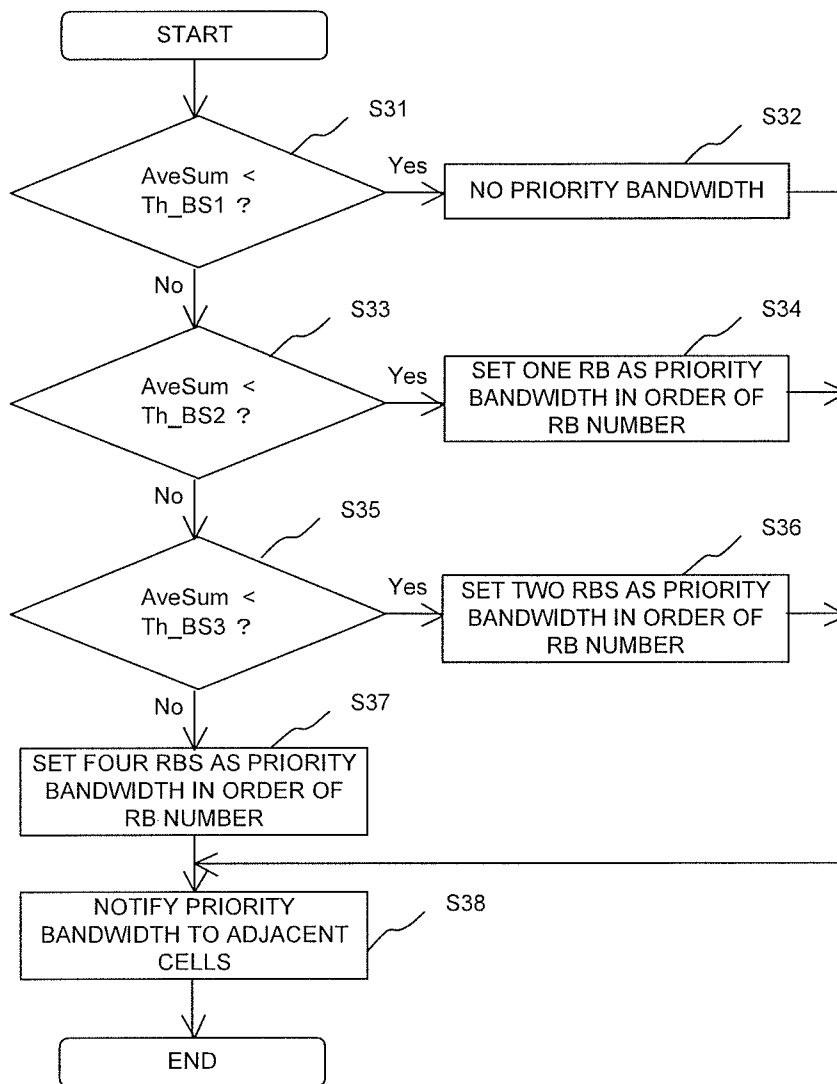 START
S31
AveSum <
Th_BS1 ?
Yes
S32
NO PRIORITY BANDWIDTH
No
S33
AveSum <
Th_BS2 ?
Yes
S34
SET ONE RB AS PRIORITY
BANDWIDTH IN ORDER OF
RB NUMBER
No
S35
AveSum <
Th_BS3 ?
Yes
S36
SET TWO RBS AS PRIORITY
BANDWIDTH IN ORDER OF
RB NUMBER
No
S37
SET FOUR RBS AS PRIORITY
BANDWIDTH IN ORDER OF
RB NUMBER
NOTIFY PRIORITY
BANDWIDTH TO ADJACENT
CELLS
S38
END